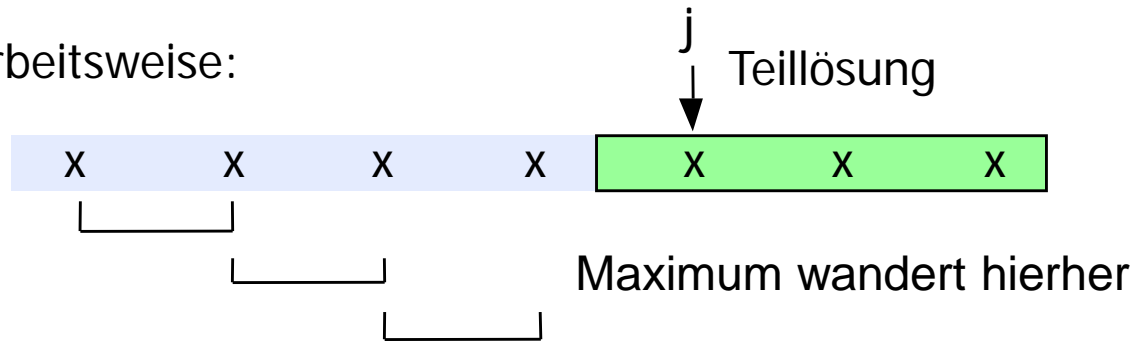 j
rbeitsweise:
Teillösung
x x x x x x x
Maximum wandert hierher